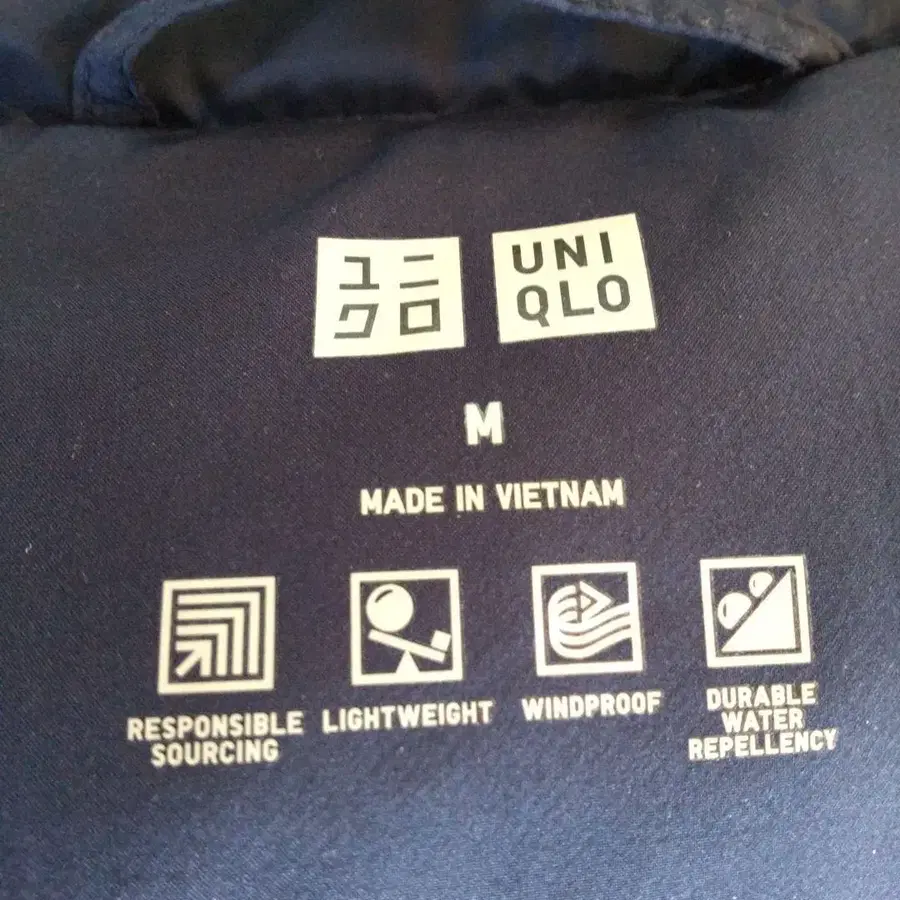 ユニ
クロ
UNI
QLO
M
MADE IN VIETNAM
RESPONSIBLE
SOURCING
LIGHTWEIGHT
WINDPROOF
DURABLE
WATER
REPELLENCY